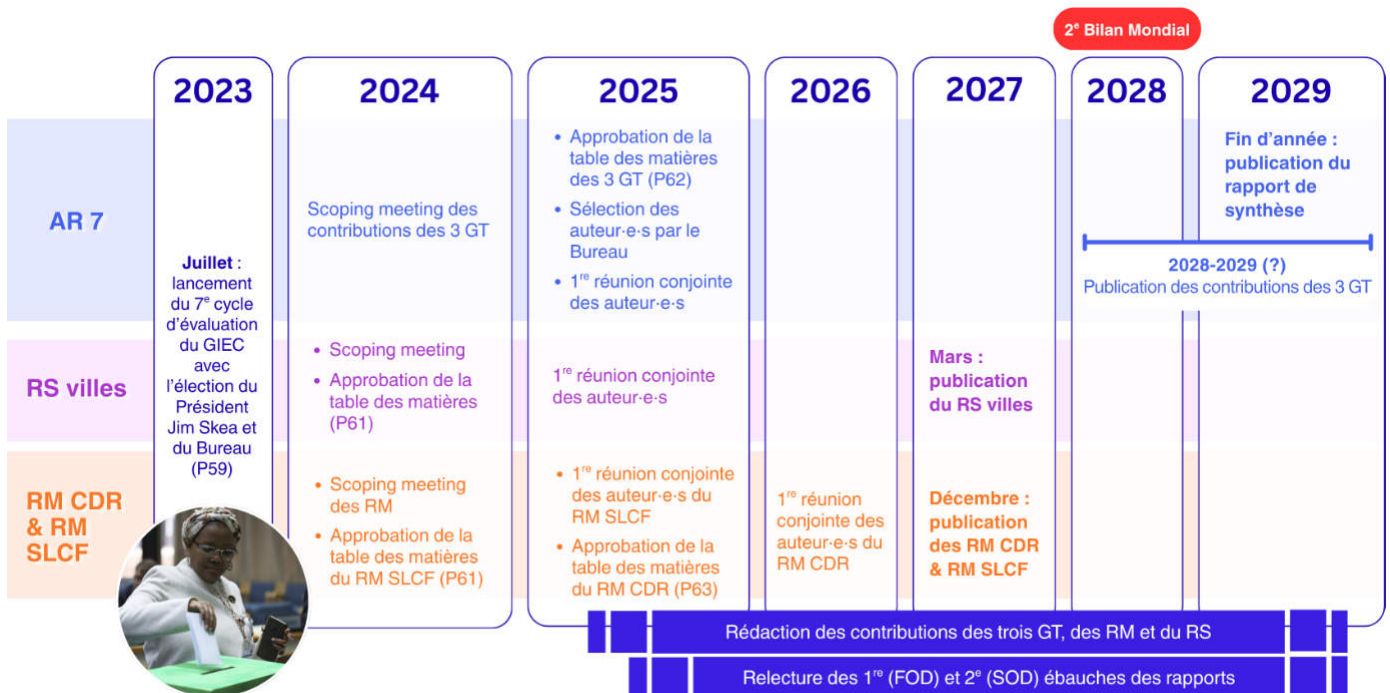 2e Bilan Mondial
2023
2024
2025
2026
2027
2028
2029
AR 7
Juillet :
lancement
du 7e cycle
d'évaluation
du GIEC
avec
l'élection du
Président
Jim Skea et
du Bureau
(P59)
Scoping meeting des
contributions des 3 GT
• Approbation de la
table des matières
des 3 GT (P62)
• Sélection des
auteur·e·s par le
Bureau
• 1re réunion conjointe
des auteur·e·s
Fin d'année :
publication du
rapport de
synthèse
2028-2029 (?)
Publication des contributions des 3 GT
RS villes
• Scoping meeting
• Approbation de la
table des matières
(P61)
1re réunion conjointe
des auteur·e·s
Mars :
publication
du RS villes
RM CDR
& RM
SLCF
• Scoping meeting
des RM
• Approbation de la
table des matières
du RM SLCF (P61)
• 1re réunion conjointe
des auteur·e·s du
RM SLCF
• Approbation de la
table des matières
du RM CDR (P63)
1re réunion
conjointe des
auteur·e·s du
RM CDR
Décembre :
publication
des RM CDR
& RM SLCF
Rédaction des contributions des trois GT, des RM et du RS
Relecture des 1re (FOD) et 2e (SOD) ébauches des rapports